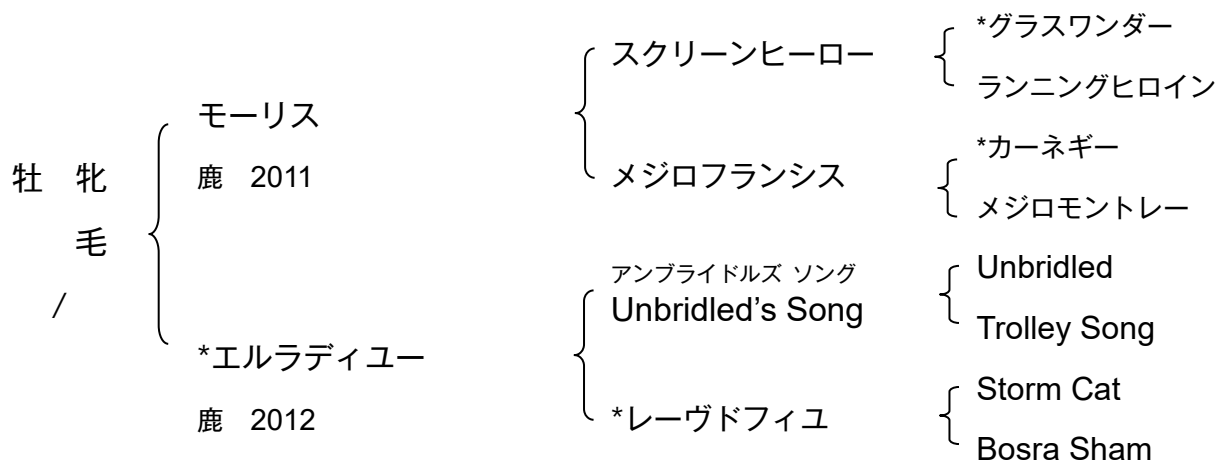 牡 牝
毛
/
モーリス
鹿 2011
*エルラディユー
鹿 2012
スクリーンヒーロー
メジロフランシス
アンブライドルズ ソング
Unbridled's Song
*レーヴドフィユ
*グラスワンダー
ランニングヒロイン
*カーネギー
メジロモントレー
Unbridled
Trolley Song
Storm Cat
Bosra Sham